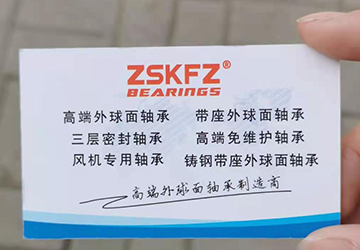 ZSKFZ®
BEARINGS
高端外球面轴承 带座外球面轴承
三层密封轴承 高端免维护轴承
风机专用轴承 铸钢带座外球面轴承
高端外球面轴承制造商